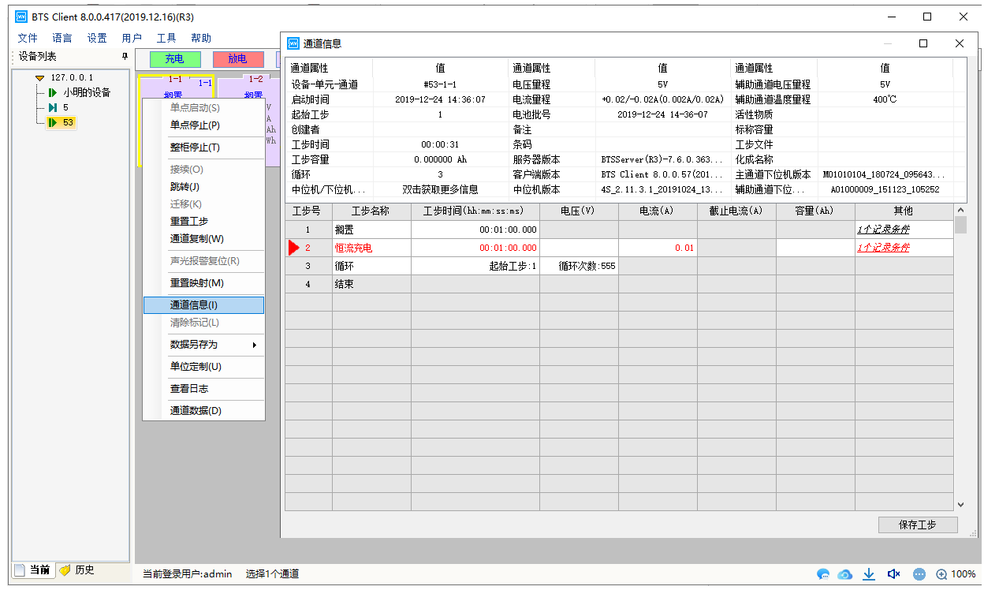 BTS Client 8.0.0.417(2019.12.16)(R3)
文件 语言 设置 用户 工具 帮助
设备列表
127.0.0.1
小明的设备
5
53
充电 放电
1-1 1-1 1-2
搁置 搁置
V
A
Ah
Wh
单点启动(S)
单点停止(P)
整柜停止(T)
接续(O)
跳转(J)
迁移(K)
重置工步
通道复制(W)
声光报警复位(R)
重置映射(M)
通道信息(I)
清除标记(L)
数据另存为
单位定制(U)
查看日志
通道数据(D)
通道信息
通道属性 值 通道属性 值 通道属性 值
设备-单元-通道 #53-1-1 电压量程 5V 辅助通道电压量程 5V
启动时间 2019-12-24 14:36:07 电流量程 +0.02/-0.02A(0.002A/0.02A) 辅助通道温度量程 400℃
起始工步 1 电池批号 2019-12-24 14-36-07 活性物质
创建者 备注 标称容量
工步时间 00:00:31 条码 工步文件
工步容量 0.000000 Ah 服务器版本 BTSServer(R3)-7.6.0.363... 化成名称
循环 3 客户端版本 BTS Client 8.0.0.57(201... 主通道下位机版本 M01010104_180724_095643...
中位机/下位机... 双击获取更多信息 中位机版本 4S_2.11.3.1_20191024_13... 辅助通道下位... A01000009_151123_105252
工步号 工步名称 工步时间(hh:mm:ss:ms) 电压(V) 电流(A) 截止电流(A) 容量(Ah) 其他
1 搁置 00:01:00.000 1个记录条件
2 恒流充电 00:01:00.000 0.01 1个记录条件
3 循环 起始工步:1 循环次数:555
4 结束
保存工步
当前 历史
当前登录用户:admin 选择1个通道
100%